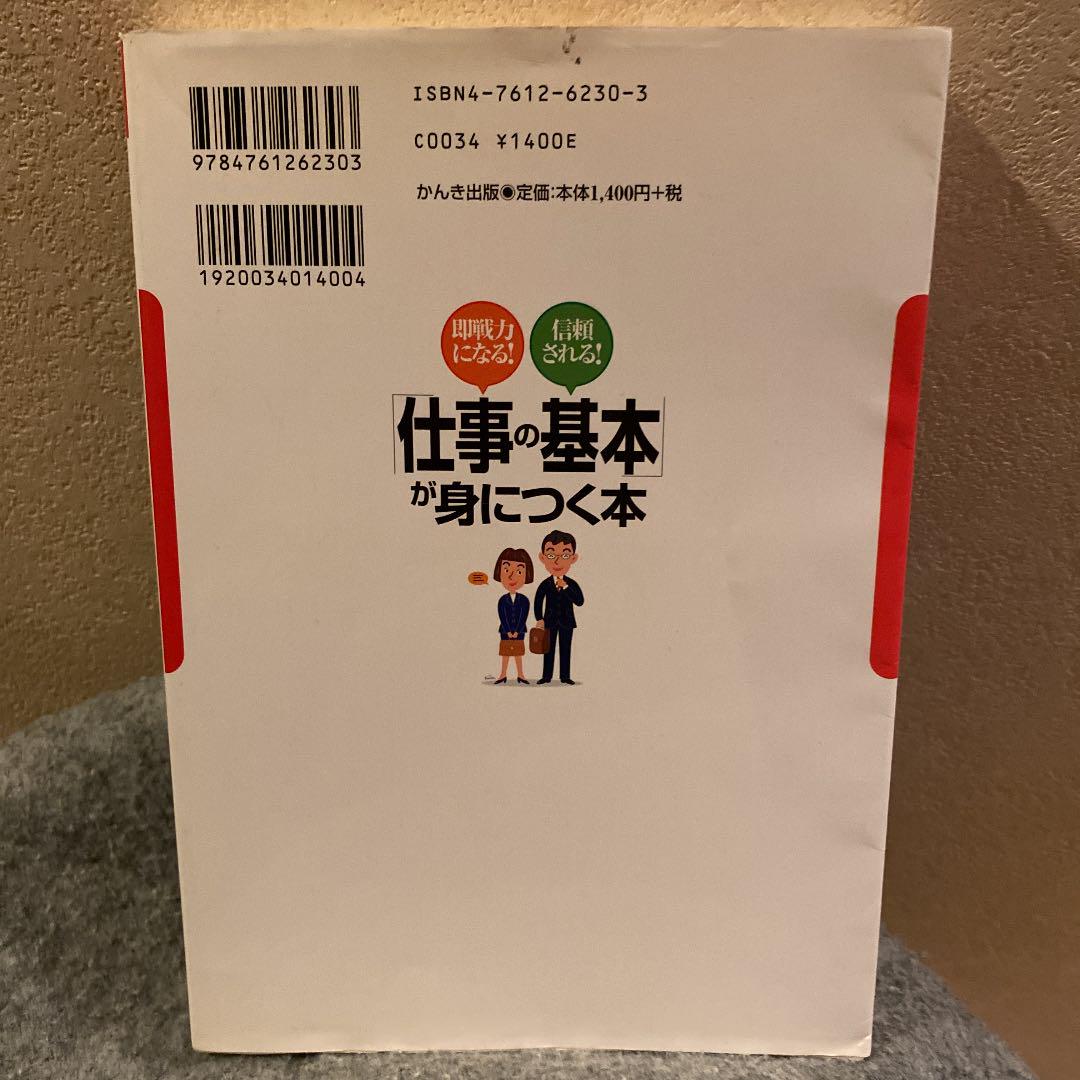 ISBN4-7612-6230-3
9784761262303
C0034 ¥1400E
かんき出版◉定価:本体1,400円+税
1920034014004
即戦力
になる!
信頼
される!
「仕事の基本」
が身につく本